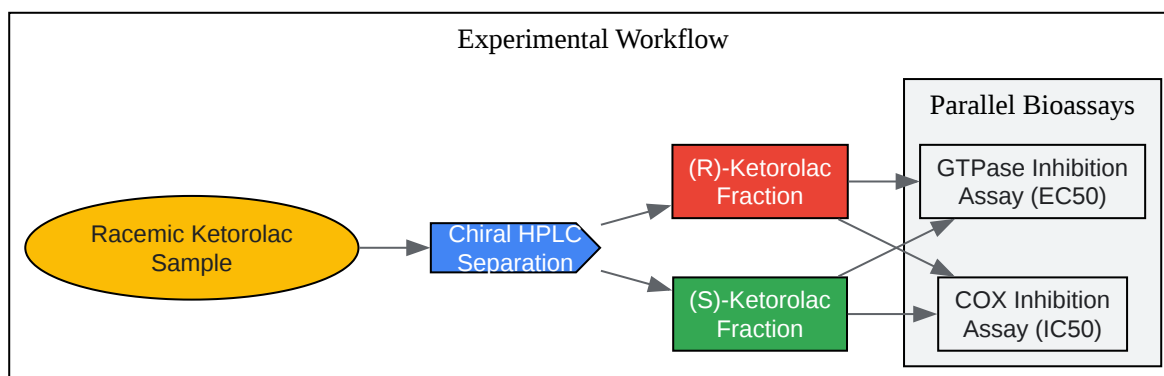 Experimental Workflow
Parallel Bioassays
Racemic Ketorolac
Sample
Chiral HPLC
Separation
(R)-Ketorolac
Fraction
(S)-Ketorolac
Fraction
GTPase Inhibition
Assay (EC50)
COX Inhibition
Assay (IC50)